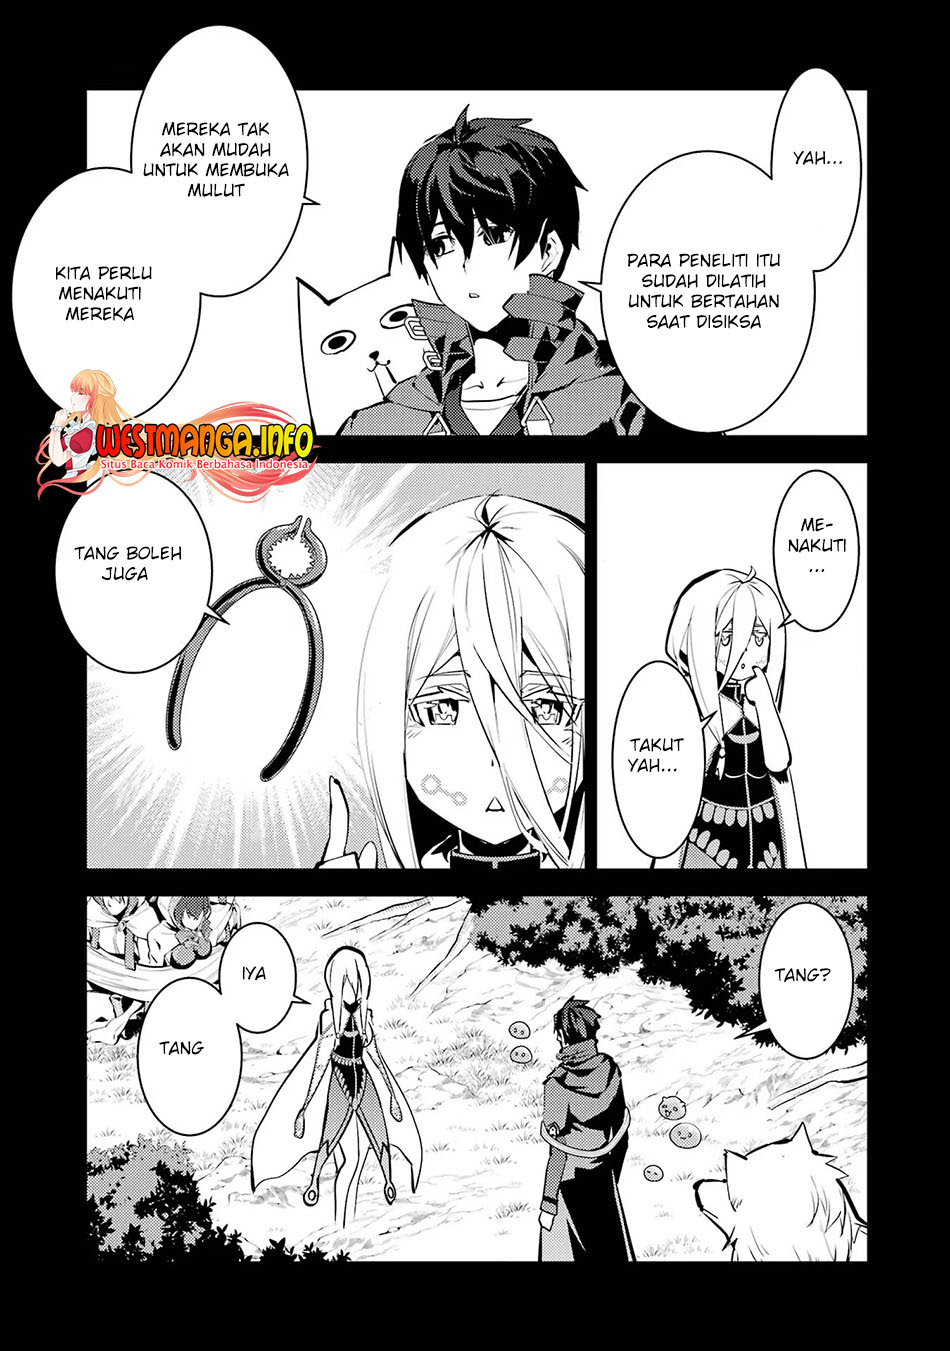 YAH...
PARA PENELITI ITU
SUDAH DILATIH
UNTUK BERTAHAN
SAAT DISIKSA
MEREKA TAK
AKAN MUDAH
UNTUK MEMBUKA
MULUT
KITA PERLU
MENAKUTI
MEREKA
WESTMANGA.INFO
Situs Baca Komik Berbahasa Indonesia
ME-
NAKUTI
...
TAKUT
YAH...
TANG BOLEH
JUGA
TANG?
IYA
TANG